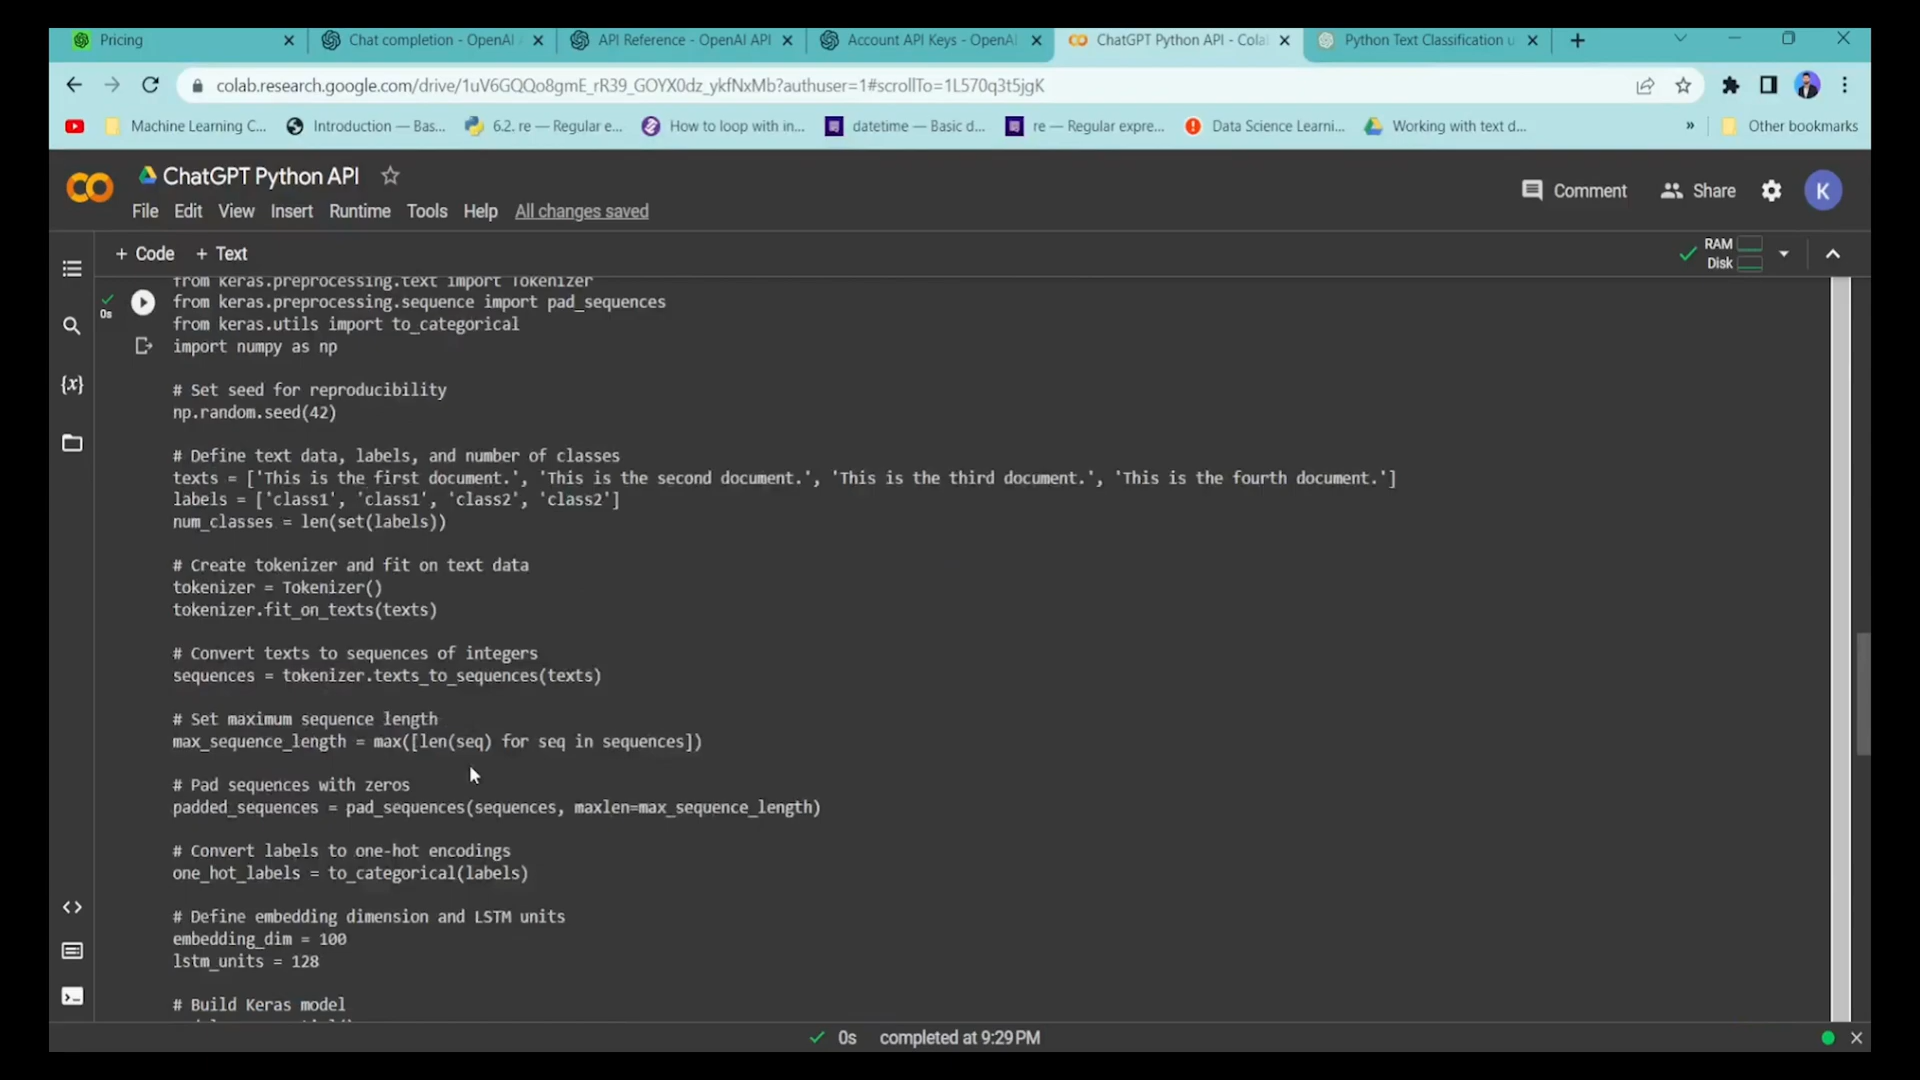 Pricing
Chat completion - OpenAI
API Reference - OpenAI API
Account API Keys - OpenAI
ChatGPT Python API - Cola
Python Text Classification u
colab.research.google.com/drive/1uV6GQQo8gmE_rR39_GOYX0dz_ykfNxMb?authuser=1#scrollTo=1L570q3t5jgK
Machine Learning C...
Introduction — Bas...
6.2. re — Regular e...
How to loop with in...
datetime — Basic d...
re — Regular expre...
Data Science Learni...
Working with text d...
»
Other bookmarks
ChatGPT Python API
File Edit View Insert Runtime Tools Help All changes saved
Comment
Share
K
+ Code + Text
RAM
Disk
from keras.preprocessing.text import Tokenizer
0s
from keras.preprocessing.sequence import pad_sequences
from keras.utils import to_categorical
import numpy as np
# Set seed for reproducibility
np.random.seed(42)
# Define text data, labels, and number of classes
texts = ['This is the first document.', 'This is the second document.', 'This is the third document.', 'This is the fourth document.']
labels = ['class1', 'class1', 'class2', 'class2']
num_classes = len(set(labels))
# Create tokenizer and fit on text data
tokenizer = Tokenizer()
tokenizer.fit_on_texts(texts)
# Convert texts to sequences of integers
sequences = tokenizer.texts_to_sequences(texts)
# Set maximum sequence length
max_sequence_length = max([len(seq) for seq in sequences])
# Pad sequences with zeros
padded_sequences = pad_sequences(sequences, maxlen=max_sequence_length)
# Convert labels to one-hot encodings
one_hot_labels = to_categorical(labels)
# Define embedding dimension and LSTM units
embedding_dim = 100
lstm_units = 128
# Build Keras model
0s completed at 9:29 PM